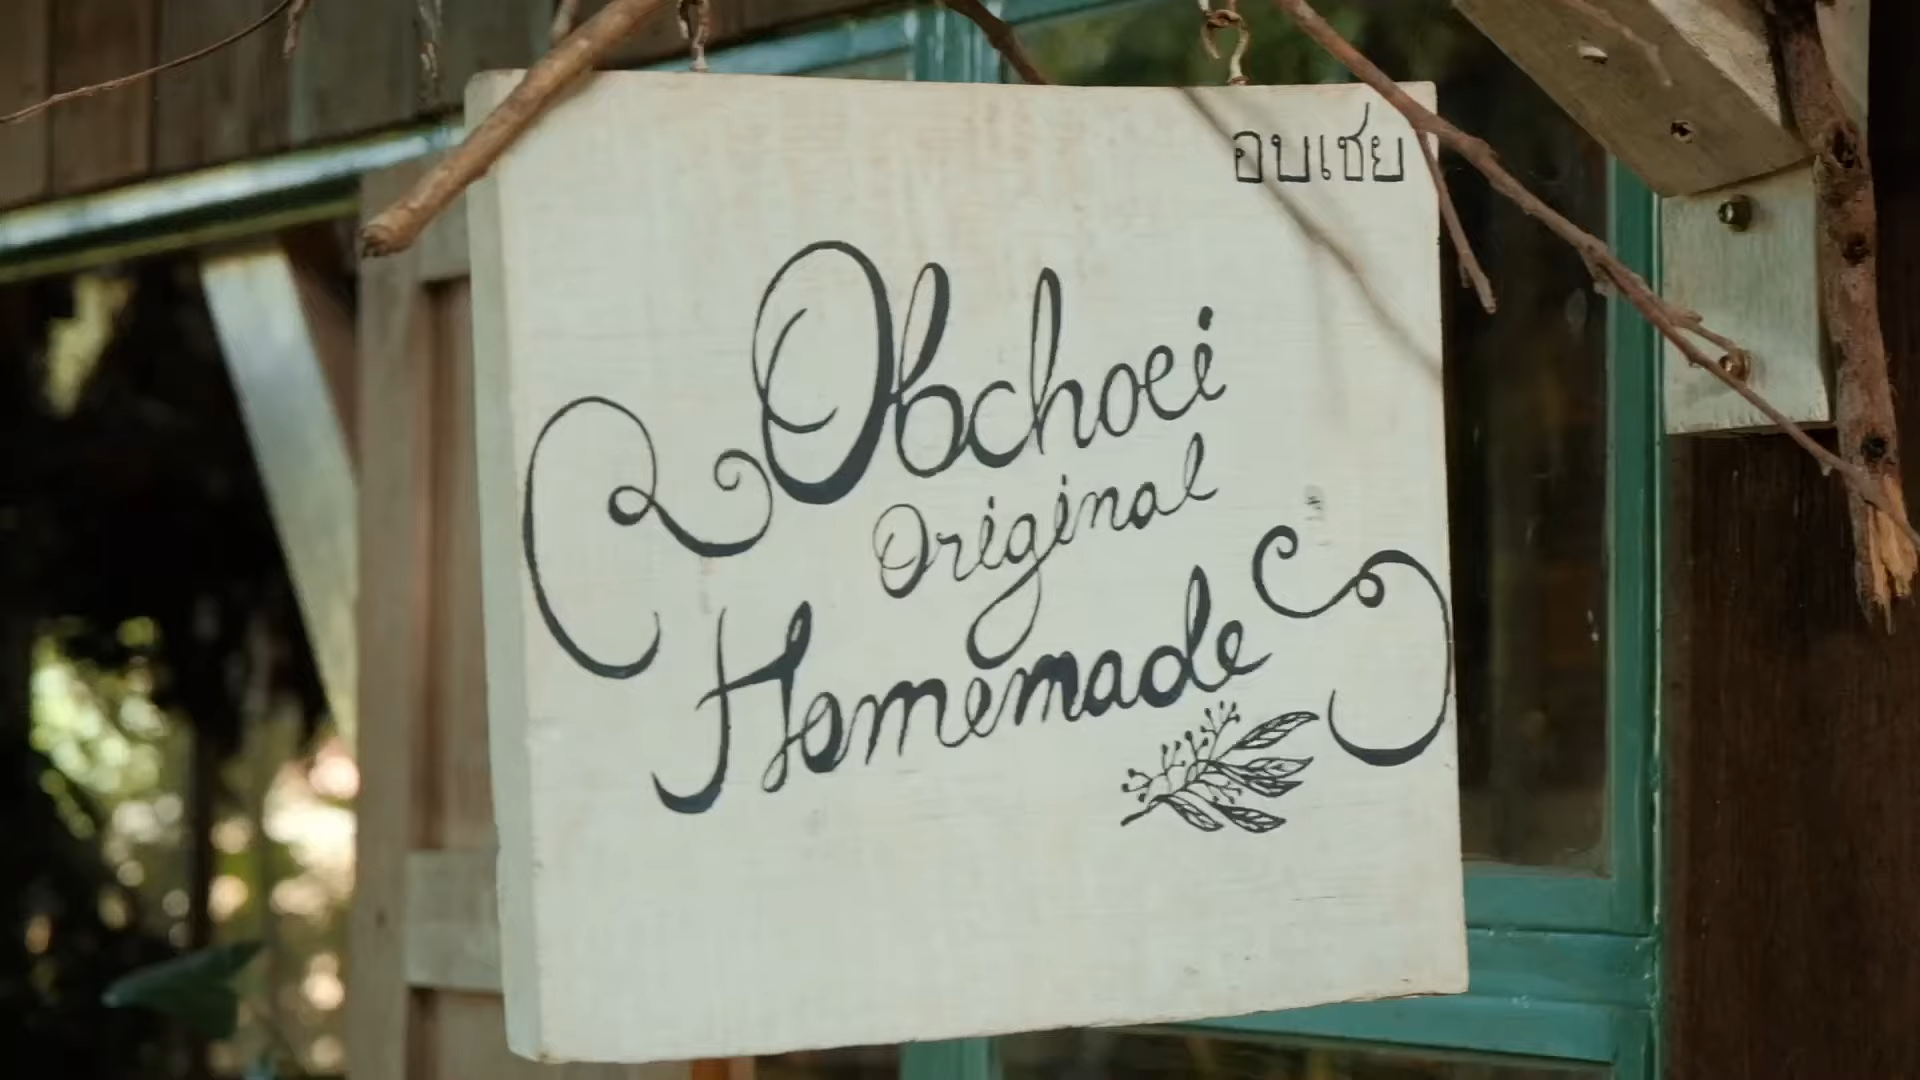 อบเชย
Obchoei
Original
Homemade